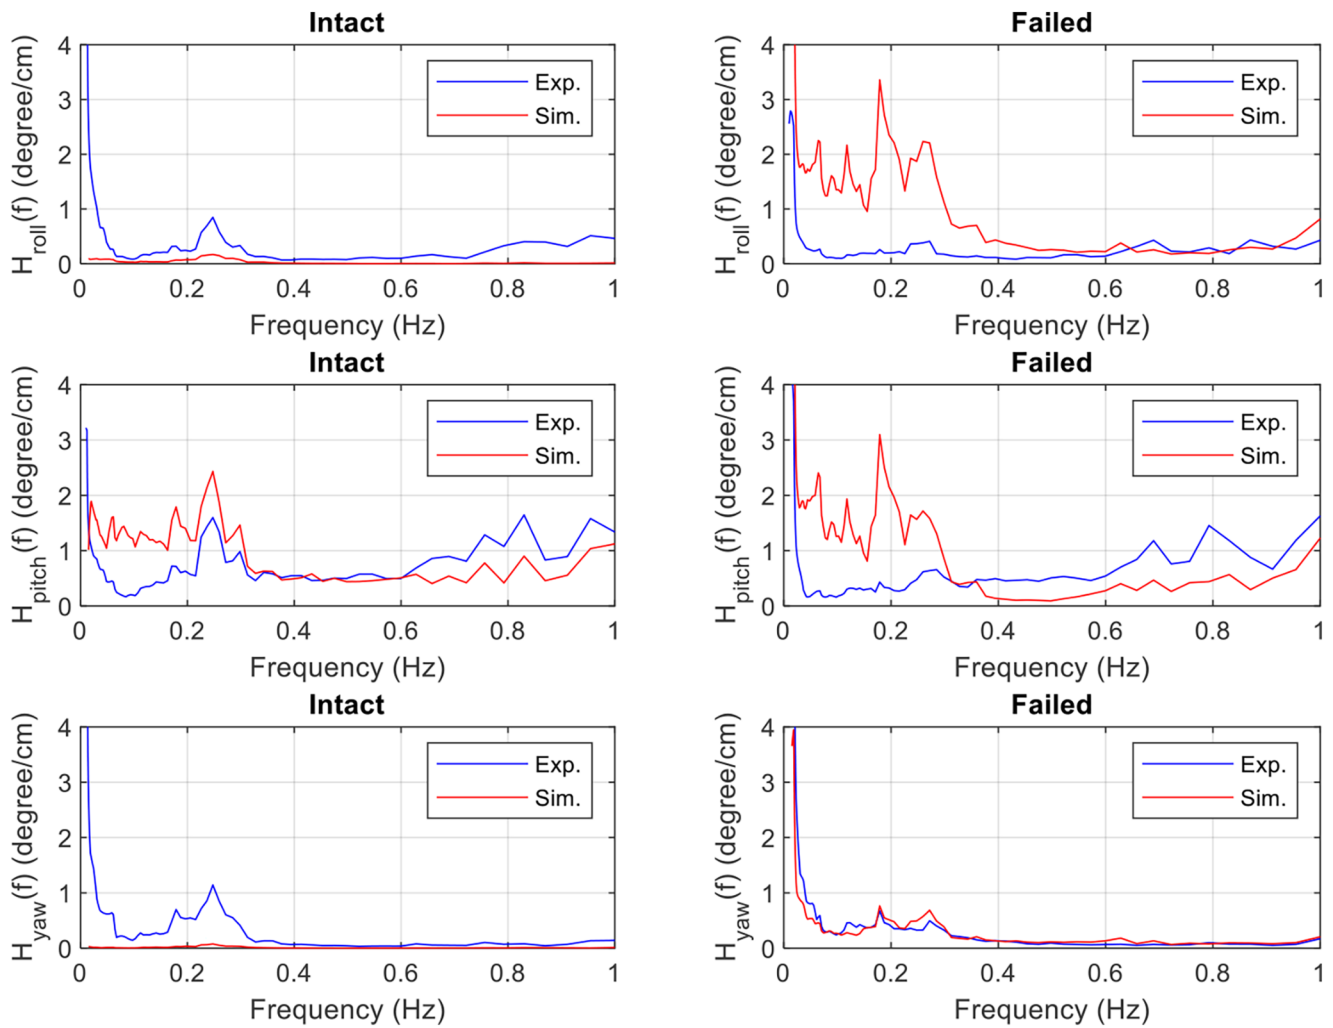 Intact
Failed
H_roll(f) (degree/cm)
4
3
2
1
0
Exp.
Sim.
0 0.2 0.4 0.6 0.8 1
Frequency (Hz)
H_roll(f) (degree/cm)
4
3
2
1
0
Exp.
Sim.
0 0.2 0.4 0.6 0.8 1
Frequency (Hz)
Intact
Failed
H_pitch(f) (degree/cm)
4
3
2
1
0
Exp.
Sim.
0 0.2 0.4 0.6 0.8 1
Frequency (Hz)
H_pitch(f) (degree/cm)
4
3
2
1
0
Exp.
Sim.
0 0.2 0.4 0.6 0.8 1
Frequency (Hz)
Intact
Failed
H_yaw(f) (degree/cm)
4
3
2
1
0
Exp.
Sim.
0 0.2 0.4 0.6 0.8 1
Frequency (Hz)
H_yaw(f) (degree/cm)
4
3
2
1
0
Exp.
Sim.
0 0.2 0.4 0.6 0.8 1
Frequency (Hz)